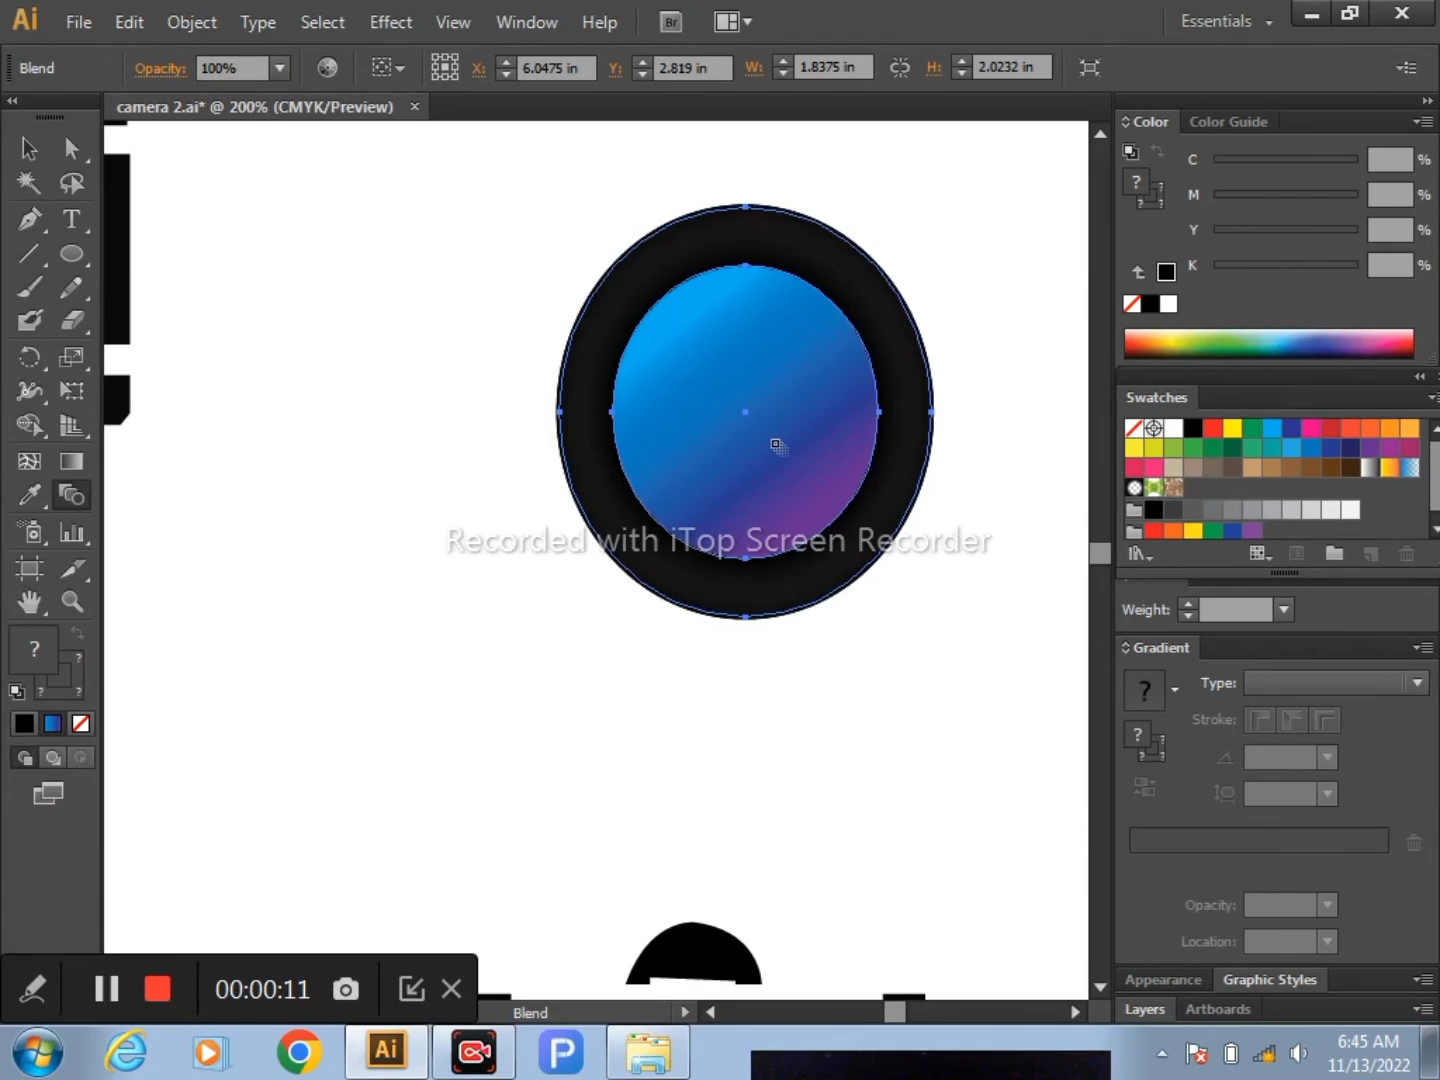 Ai File Edit Object Type Select Effect View Window Help Br Essentials
Blend Opacity: 100% X: 6.0475 in Y: 2.819 in W: 1.8375 in H: 2.0232 in
camera 2.ai* @ 200% (CMYK/Preview)
Color Color Guide
? C %
? ? M %
Y %
K %
Swatches
T
Recorded with iTop Screen Recorder
Weight:
Gradient
? Type:
Stroke:
?
? ?
Opacity:
Location:
Appearance Graphic Styles
Layers Artboards
?
?
? ?
00:00:11
Blend
Ai P
6:45 AM
11/13/2022